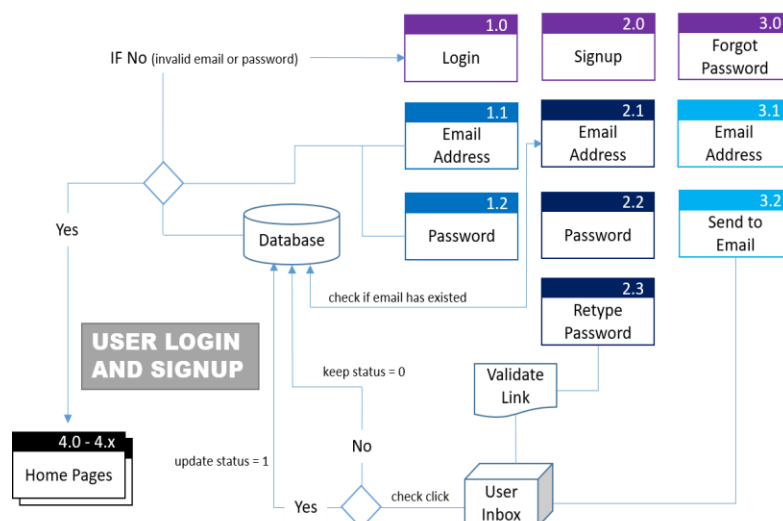 1.0
Login
2.0
Signup
3.0
Forgot
Password
IF No (invalid email or password)
1.1
Email
Address
2.1
Email
Address
3.1
Email
Address
1.2
Password
2.2
Password
3.2
Send to
Email
Yes
Database
check if email has existed
2.3
Retype
Password
USER LOGIN
AND SIGNUP
keep status = 0
Validate
Link
4.0 - 4.x
Home Pages
No
update status = 1
Yes
check click
User
Inbox